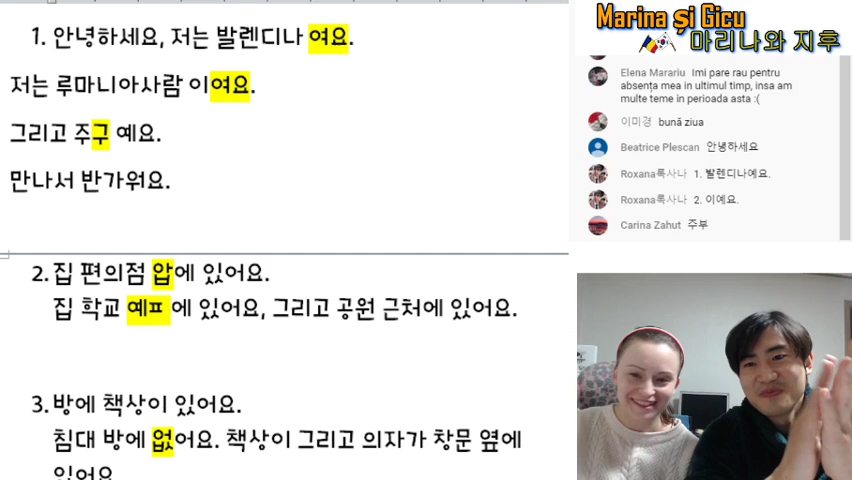 1. 안녕하세요, 저는 발렌디나 여요.
저는 루마니아사람 이여요.
그리고 주구 예요.
만나서 반가워요.
2. 집 편의점 압에 있어요.
집 학교 예ㅍ에 있어요, 그리고 공원 근처에 있어요.
3. 방에 책상이 있어요.
침대 방에 없어요. 책상이 그리고 의자가 창문 옆에
있어요
Marina și Gicu
마리나와 지후
Elena Marariu Imi pare rau pentru
absența mea in ultimul timp, insa am
multe teme in perioada asta :(
이미경 bună ziua
Beatrice Plescan 안녕하세요
Roxana록사나 1. 발렌디나예요.
Roxana록사나 2. 이예요.
Carina Zahut 주부